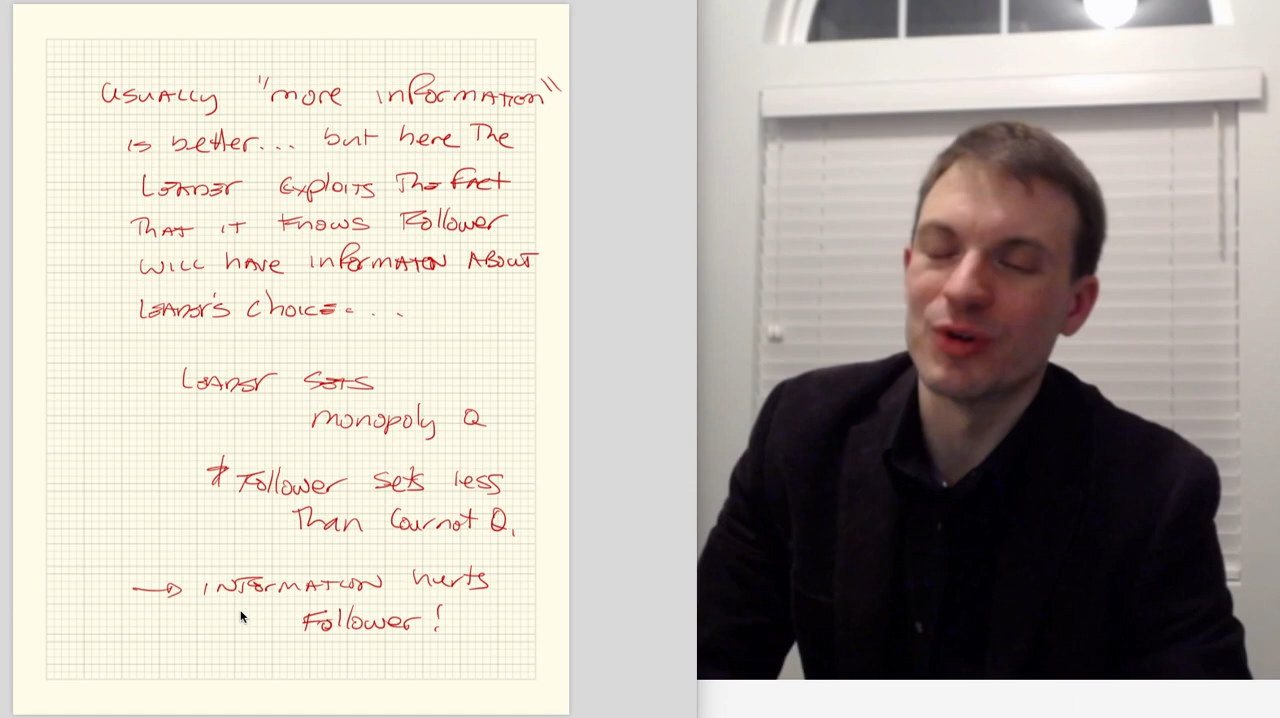 Usually "more information"
is better... but here The
Leader exploits The fact
That it knows Follower
will have information About
Leader's choice...
Leader sets
monopoly Q
* Follower sets less
Than Cournot Q,
→ Information hurts
Follower!